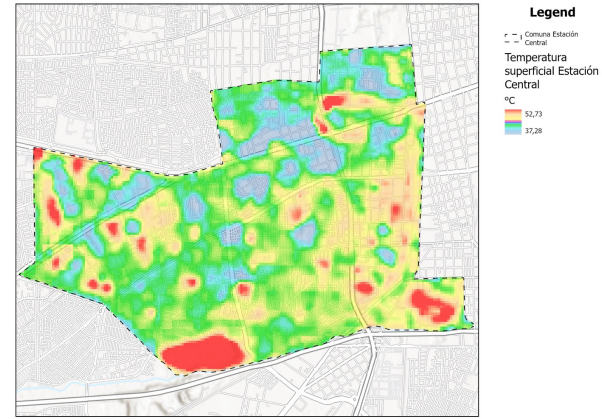 Legend
Comuna Estación
Central
Temperatura
superficial Estación
Central
°C
52,73
37,28